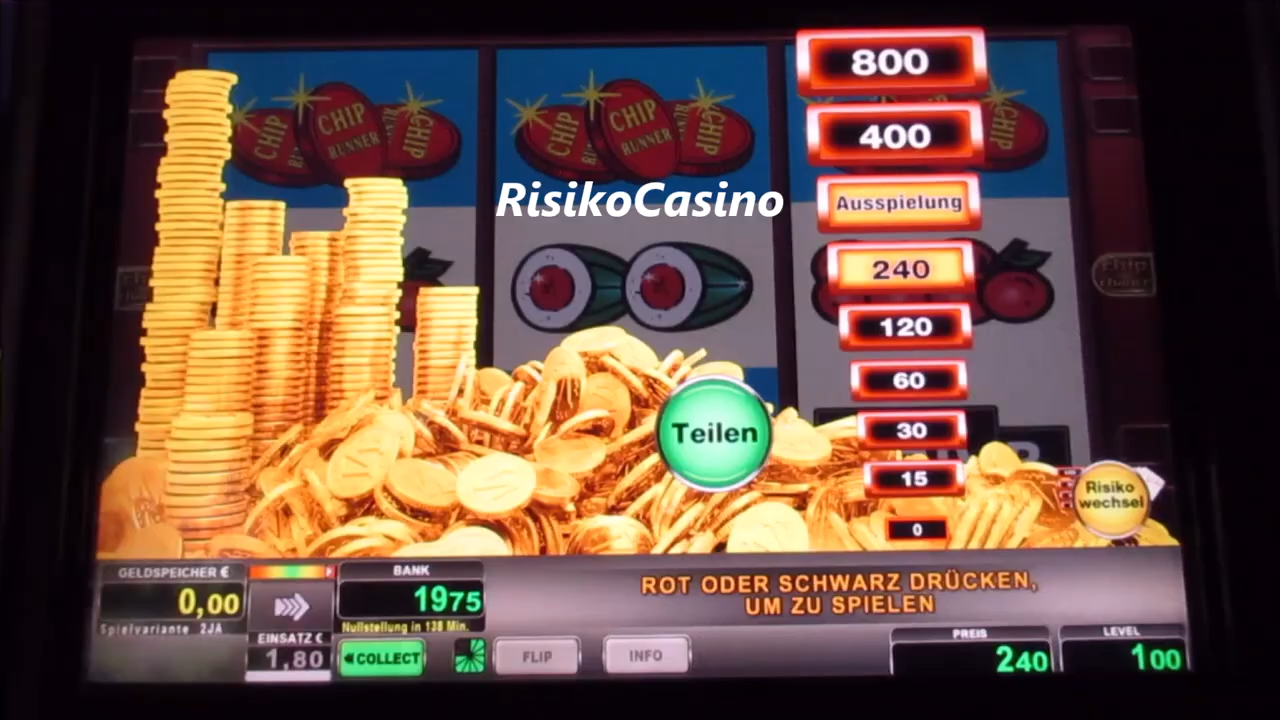 800
CHIP
RUNNER
CHIP
CHIP
CHIP
CHIP
RUNNER
CHIP
400
RisikoCasino
Ausspielung
240
120
60
Teilen
30
15
Risiko
wechsel
0
GELDSPEICHER €
0,00
Spielvariante 2JA
EINSATZ €
1,80
BANK
1975
Nullstellung in 138 Min.
COLLECT
FLIP
INFO
ROT ODER SCHWARZ DRÜCKEN,
UM ZU SPIELEN
PREIS
240
LEVEL
100